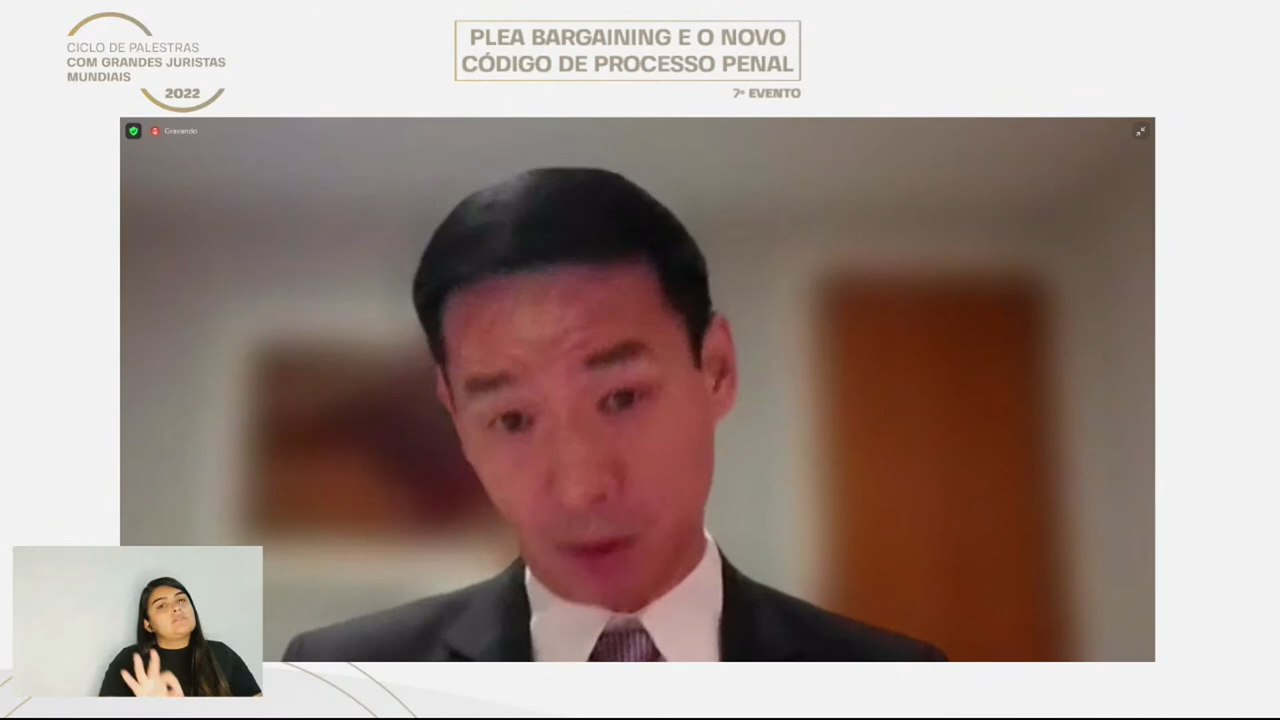 CICLO DE PALESTRAS
COM GRANDES JURISTAS
MUNDIAIS
2022
PLEA BARGAINING E O NOVO
CÓDIGO DE PROCESSO PENAL
7º EVENTO
Gravando